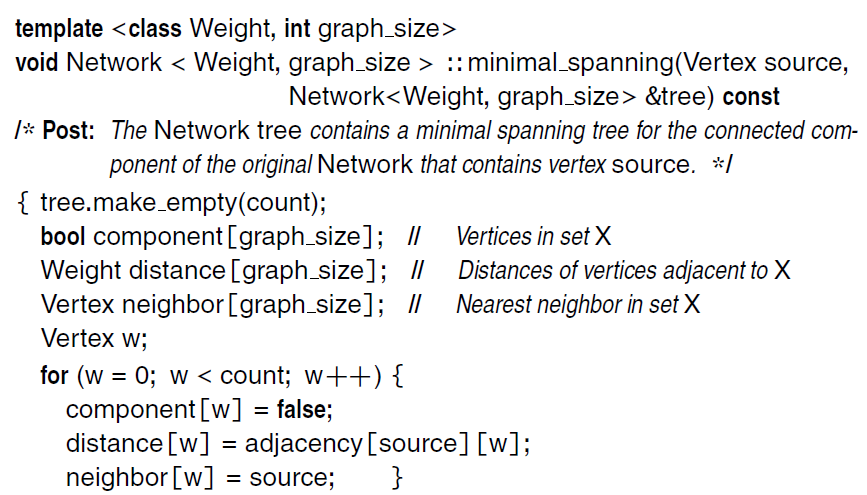 template <class Weight, int graph_size>
void Network < Weight, graph_size > ::minimal_spanning(Vertex source,
Network<Weight, graph_size> &tree) const
/* Post: The Network tree contains a minimal spanning tree for the connected com-
ponent of the original Network that contains vertex source. */
{ tree.make_empty(count);
bool component[graph_size]; // Vertices in set X
Weight distance[graph_size]; // Distances of vertices adjacent to X
Vertex neighbor[graph_size]; // Nearest neighbor in set X
Vertex w;
for (w = 0; w < count; w++) {
component[w] = false;
distance[w] = adjacency[source][w];
neighbor[w] = source; }